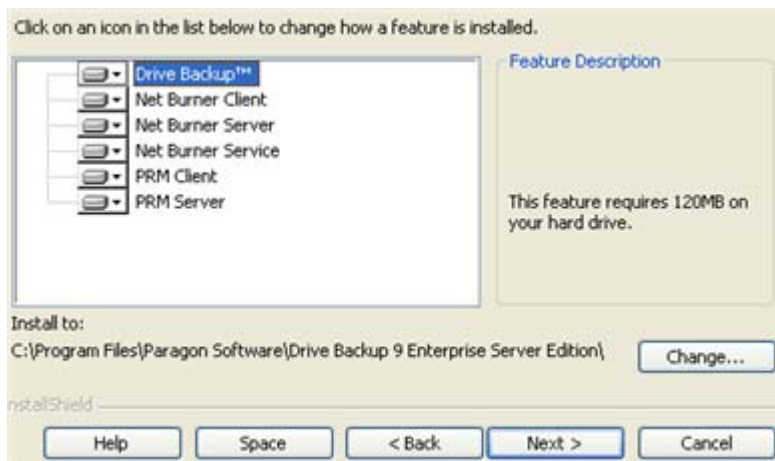 Click on an icon in the list below to change how a feature is installed.
Drive Backup™
Net Burner Client
Net Burner Server
Net Burner Service
PRM Client
PRM Server
Feature Description
This feature requires 120MB on
your hard drive.
Install to:
C:\Program Files\Paragon Software\Drive Backup 9 Enterprise Server Edition\
Change...
nstallShield
Help
Space
< Back
Next >
Cancel